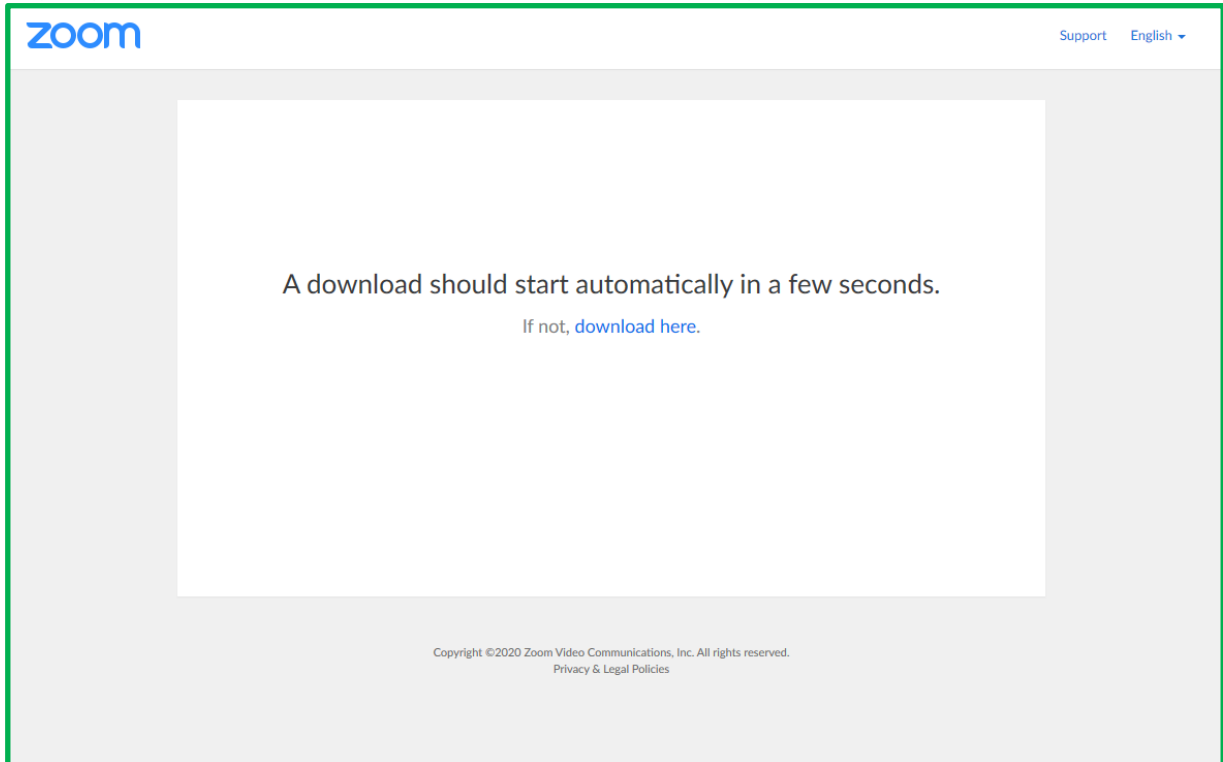 zoom
Support English
A download should start automatically in a few seconds.
If not, download here.
Copyright ©2020 Zoom Video Communications, Inc. All rights reserved.
Privacy & Legal Policies